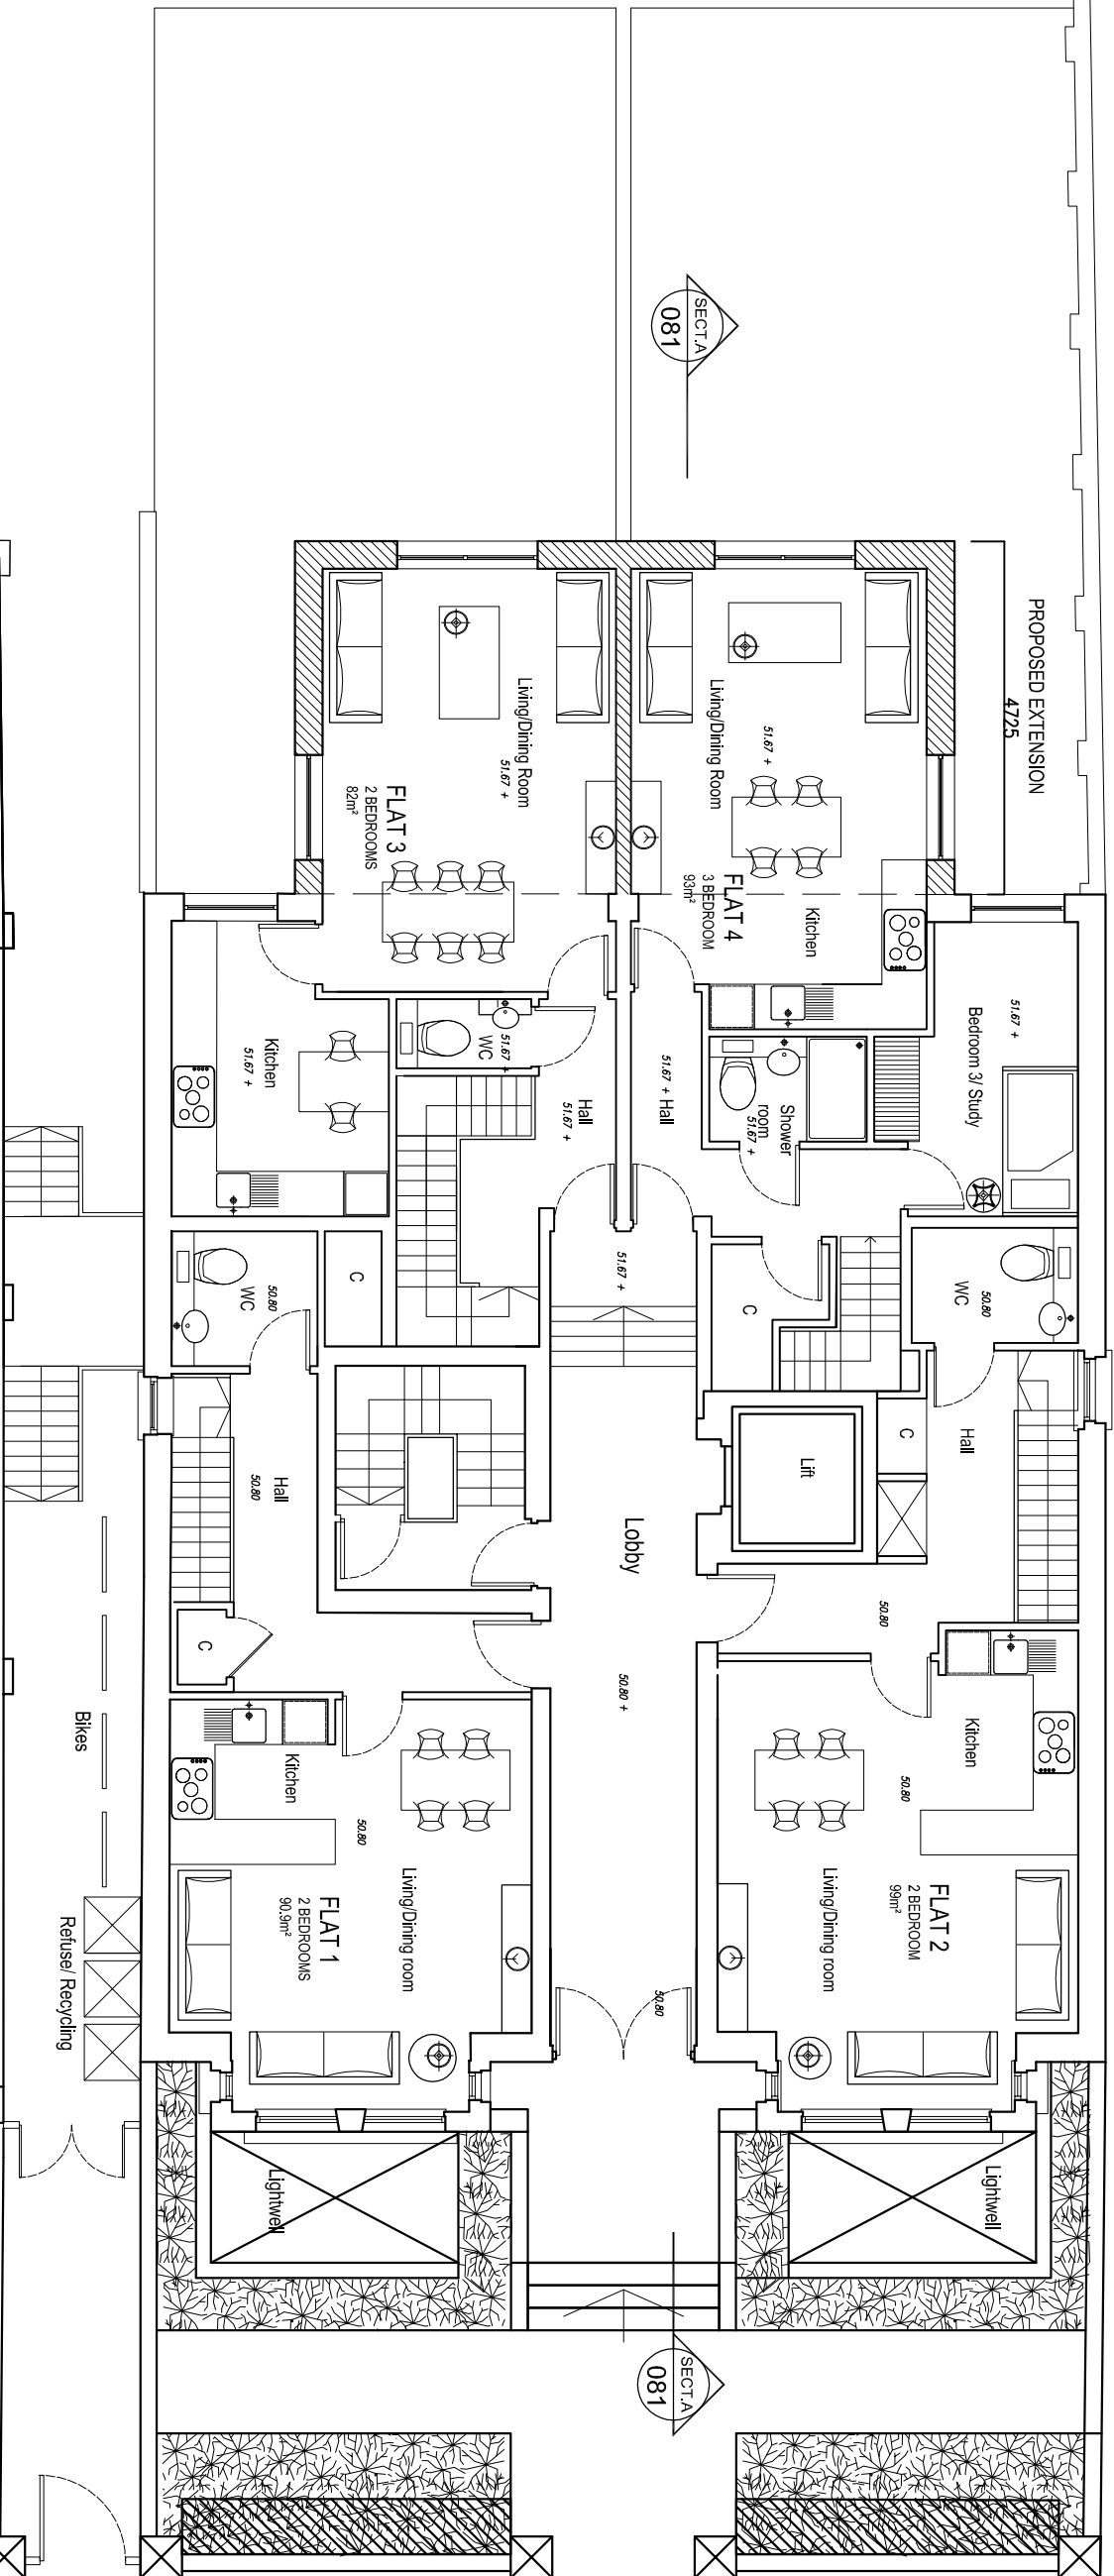 SECT.A
081
PROPOSED EXTENSION
4725
Living/Dining Room
51.67 +
FLAT 3
2 BEDROOMS
82m²
Living/Dining Room
51.67 +
FLAT 4
3 BEDROOM
93m²
Kitchen
Bedroom 3/ Study
51.67 +
Kitchen
51.67 +
WC
51.67 +
Hall
51.67 +
51.67 + Hall
Shower
room
51.67 +
51.67 +
C
C
WC
50.80
WC
50.80
Hall
50.80
C
Lift
Hall
C
Lobby
50.80 +
50.80
Kitchen
50.80
Living/Dining room
FLAT 1
2 BEDROOMS
90.9m²
Kitchen
50.80
Living/Dining room
FLAT 2
2 BEDROOM
99m²
50.80
Bikes
Refuse/ Recycling
Lightwell
Lightwell
SECT.A
081